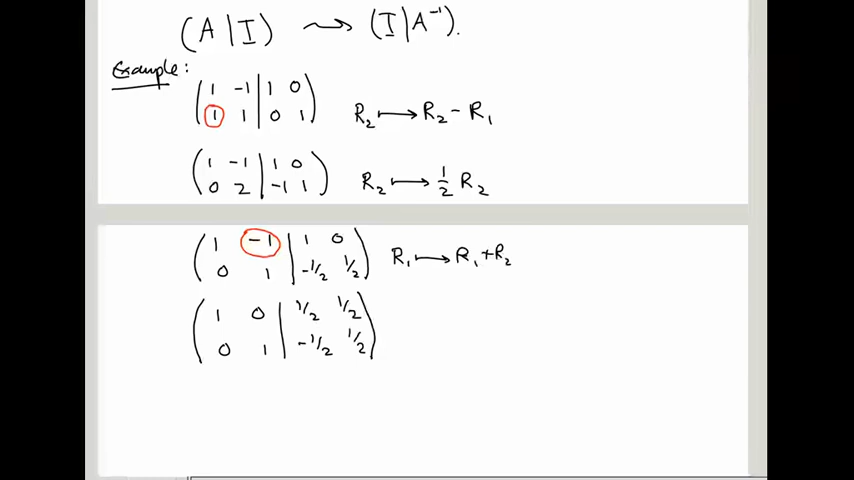 (A | I) ⇝ (I | A⁻¹).
Example:
( 1 -1 | 1 0 )
( 1 1 | 0 1 ) R₂ ⟼ R₂ - R₁
( 1 -1 | 1 0 )
( 0 2 | -1 1 ) R₂ ⟼ 1/2 R₂
( 1 -1 | 1 0 )
( 0 1 | -1/2 1/2 ) R₁ ⟼ R₁ + R₂
( 1 0 | 1/2 1/2 )
( 0 1 | -1/2 1/2 )